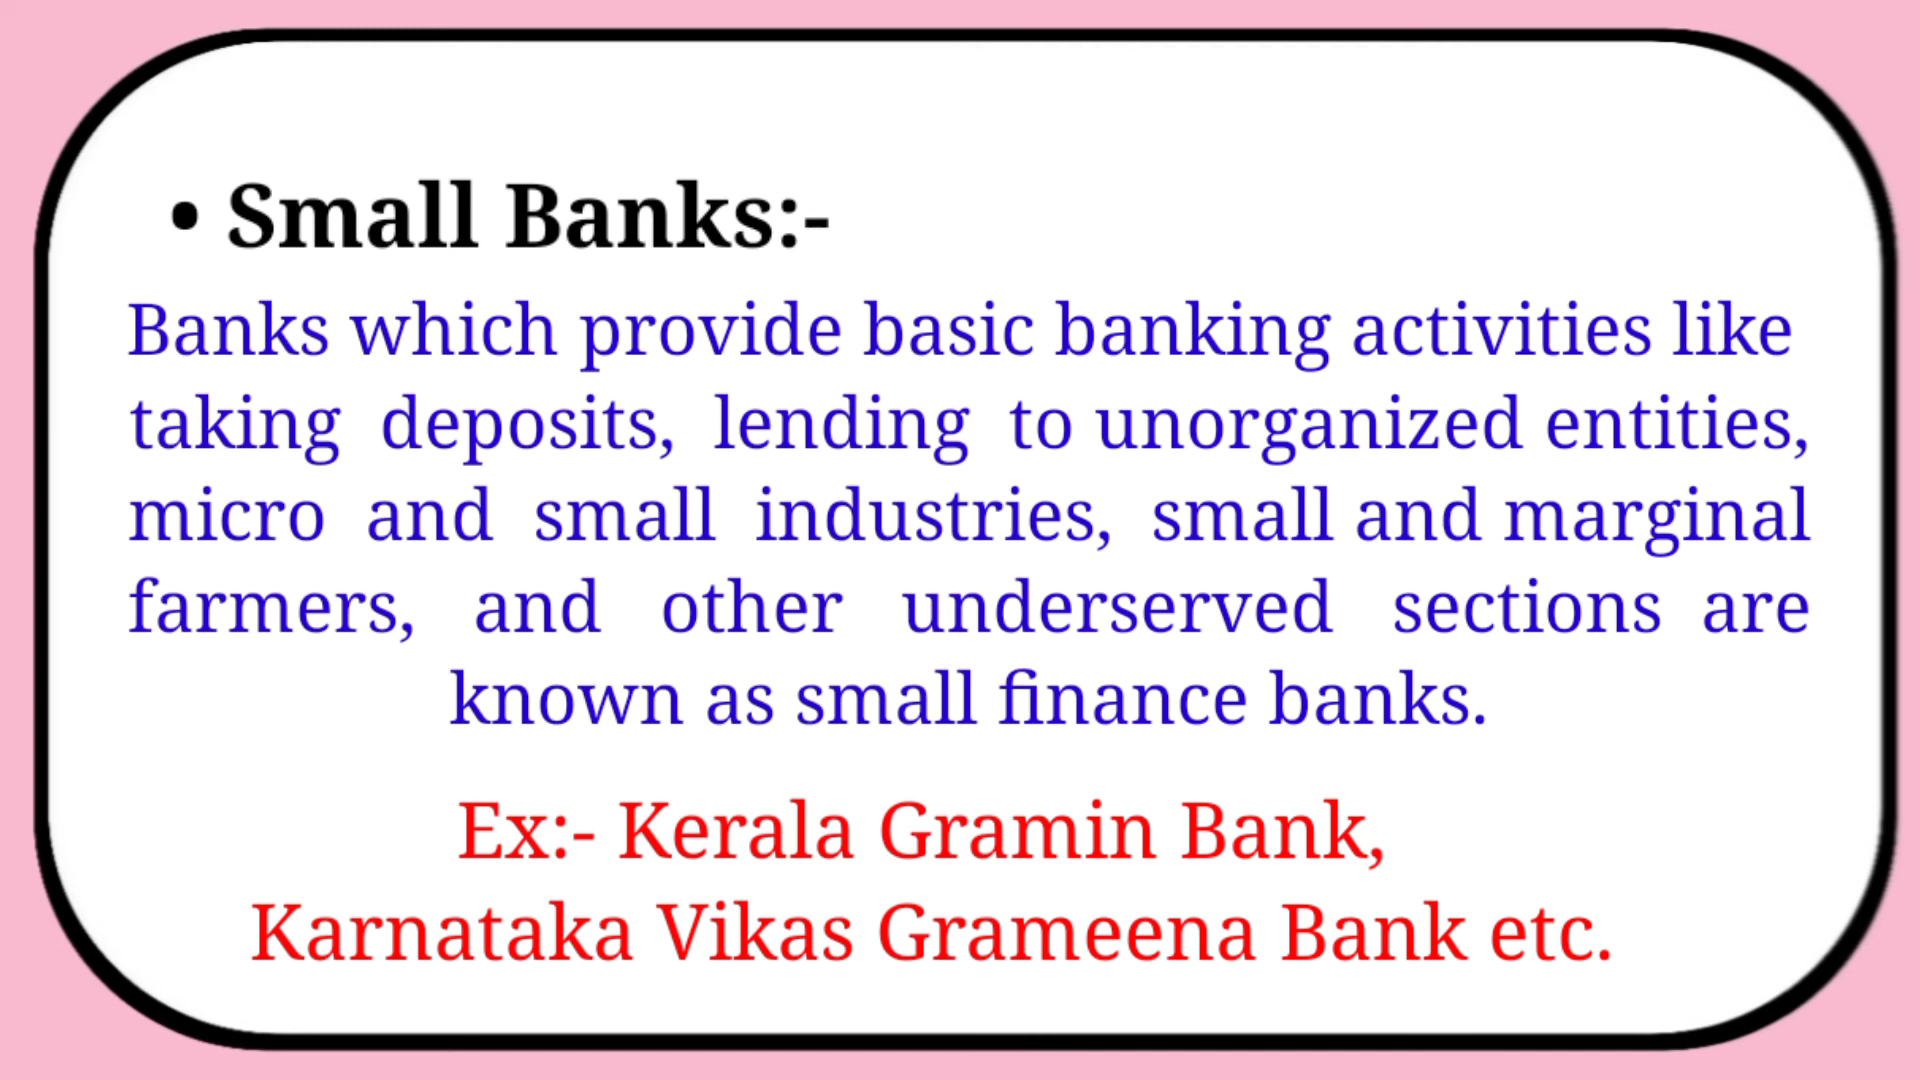 • Small Banks:-
Banks which provide basic banking activities like
taking deposits, lending to unorganized entities,
micro and small industries, small and marginal
farmers, and other underserved sections are
known as small finance banks.
Ex:- Kerala Gramin Bank,
Karnataka Vikas Grameena Bank etc.